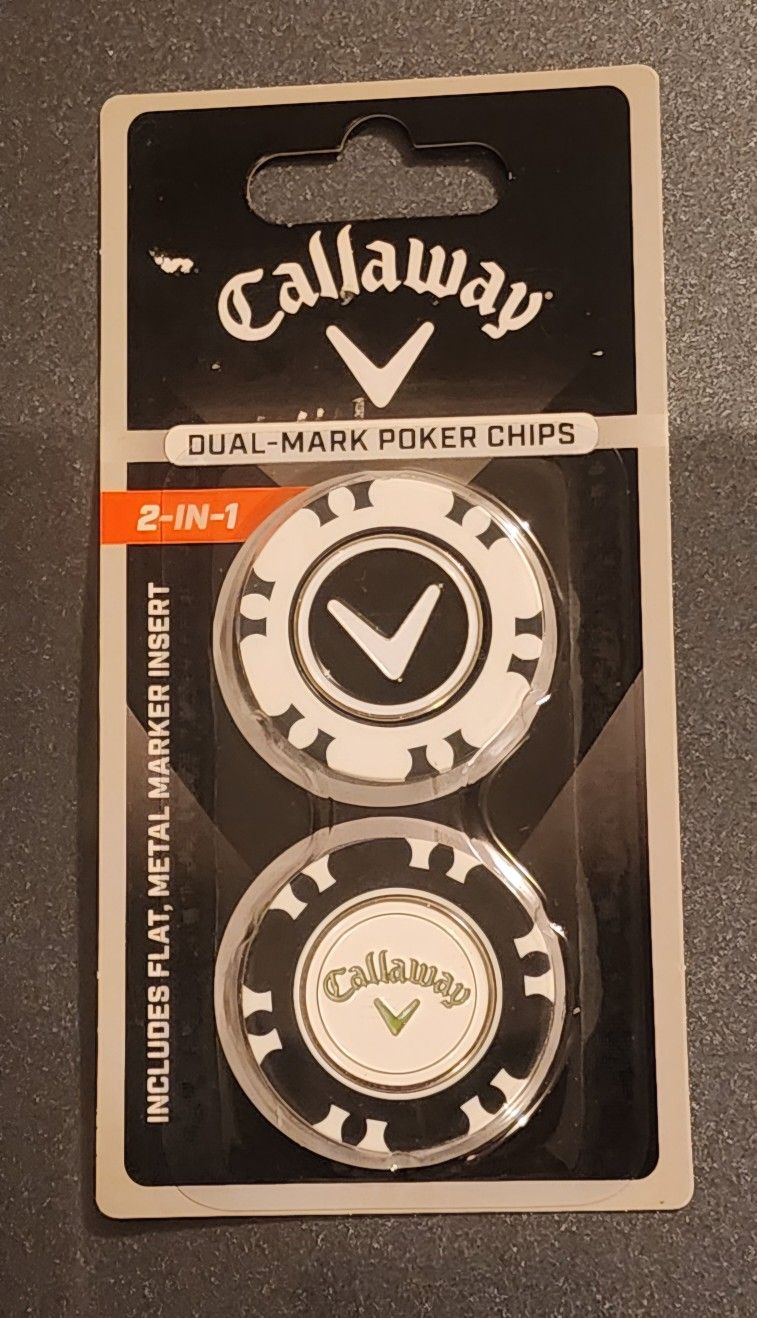 Callaway
DUAL-MARK POKER CHIPS
2-IN-1
INCLUDES FLAT, METAL MARKER INSERT
Callaway